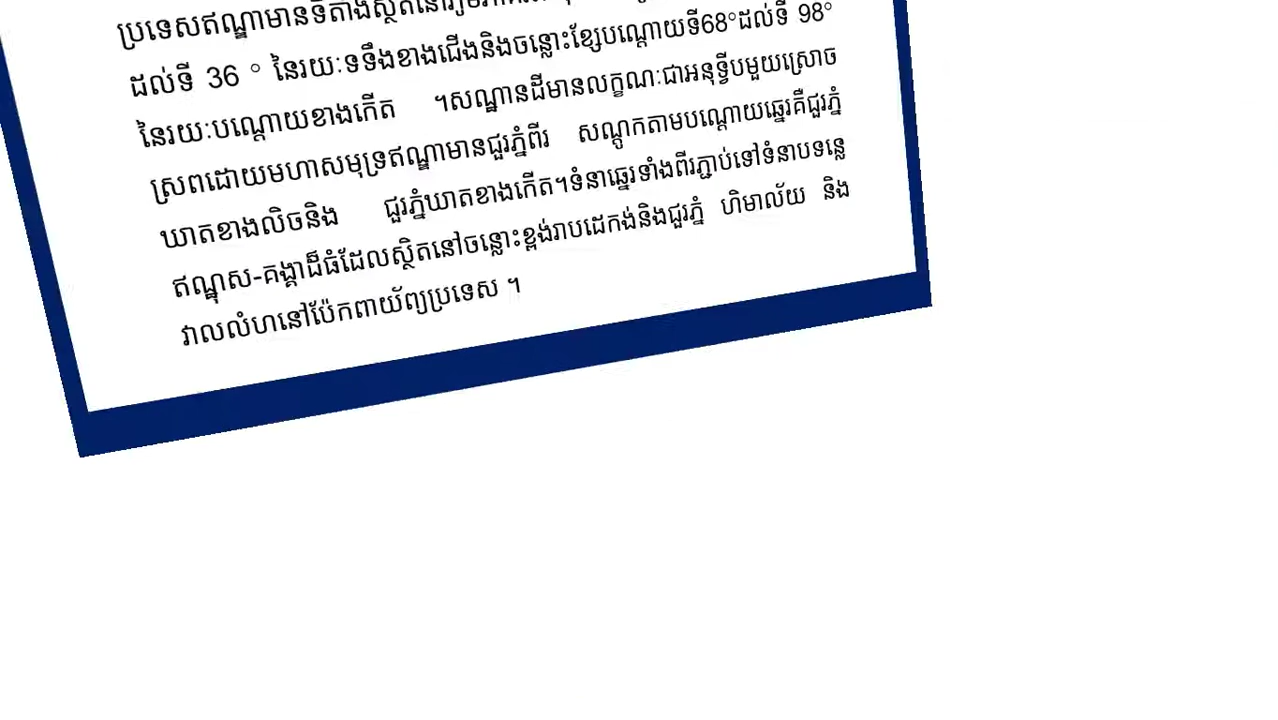 ប្រទេសឥណ្ឌាមានទីតាំងស្ថិតនៅ
ដល់ទី 36 ° នៃរយៈទទឹងខាងជើងនិងចន្លោះខ្សែបណ្តោយទី68°ដល់ទី 98°
នៃរយៈបណ្តោយខាងកើត ។សណ្ឋានដីមានលក្ខណៈជាអនុទ្វីបមួយស្រោច
ស្រពដោយមហាសមុទ្រឥណ្ឌាមានជួរភ្នំពីរ សណ្តូកតាមបណ្តោយឆ្នេរគឺជួរភ្នំ
ឃាតខាងលិចនិង ជួរភ្នំឃាតខាងកើត។ទំនាឆ្នេរទាំងពីរភ្ជាប់ទៅទំនាបទន្លេ
ឥណ្ឌុស-គង្គាដ៏ធំដែលស្ថិតនៅចន្លោះខ្ពង់រាបដេកង់និងជួរភ្នំ ហិមាល័យ និង
វាលលំហនៅប៉ែកពាយ័ព្យប្រទេស ។